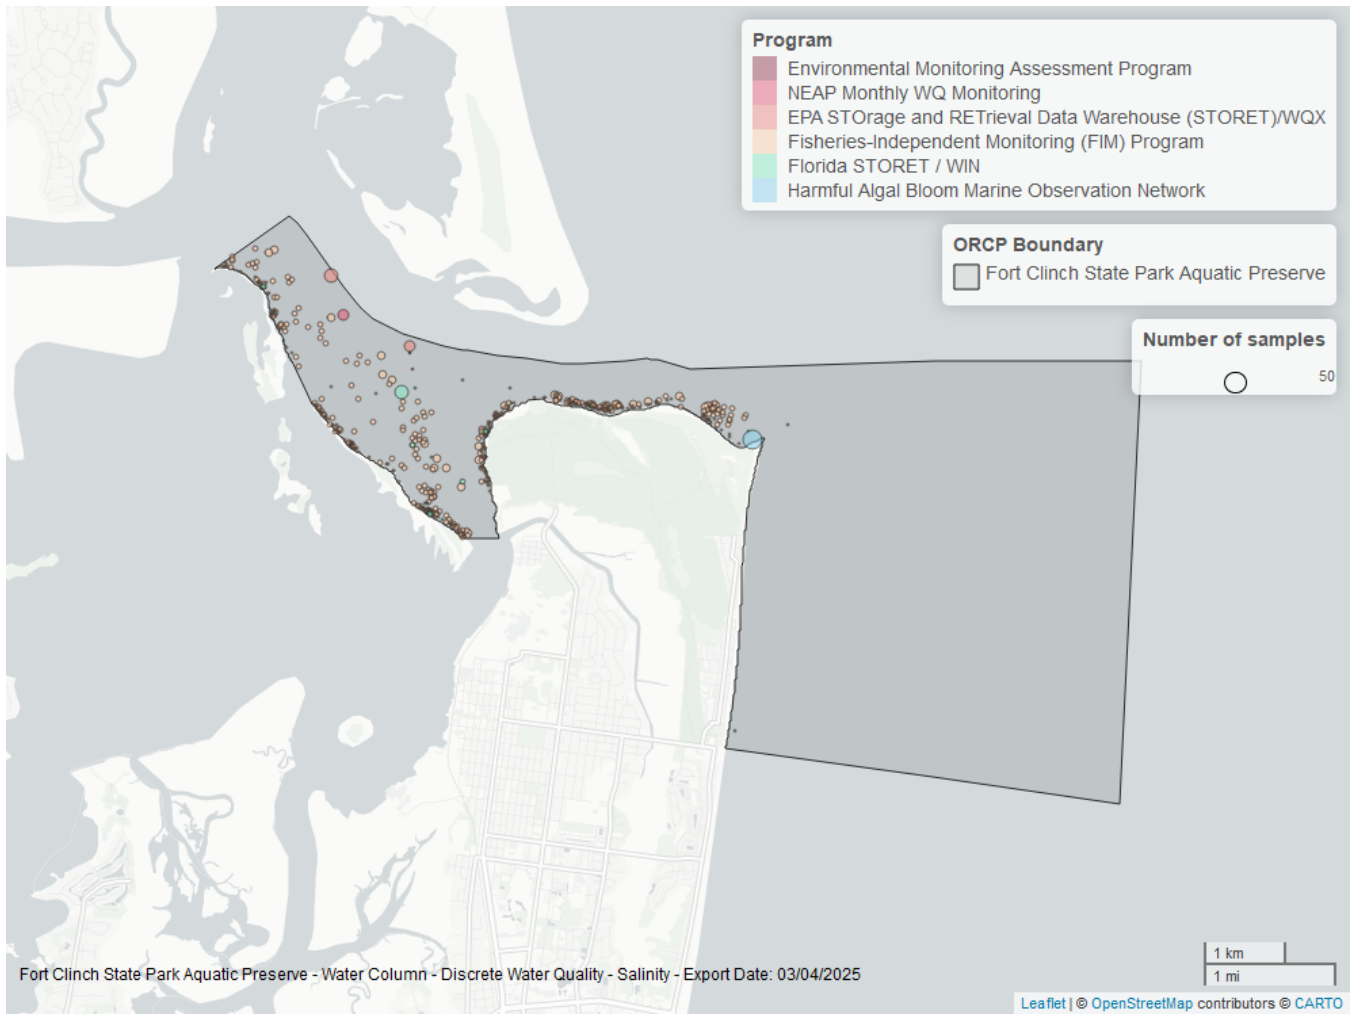 Program
Environmental Monitoring Assessment Program
NEAP Monthly WQ Monitoring
EPA STOrage and RETrieval Data Warehouse (STORET)/WQX
Fisheries-Independent Monitoring (FIM) Program
Florida STORET / WIN
Harmful Algal Bloom Marine Observation Network
ORCP Boundary
Fort Clinch State Park Aquatic Preserve
Number of samples
50
1 km
1 mi
Fort Clinch State Park Aquatic Preserve - Water Column - Discrete Water Quality - Salinity - Export Date: 03/04/2025
Leaflet | © OpenStreetMap contributors © CARTO